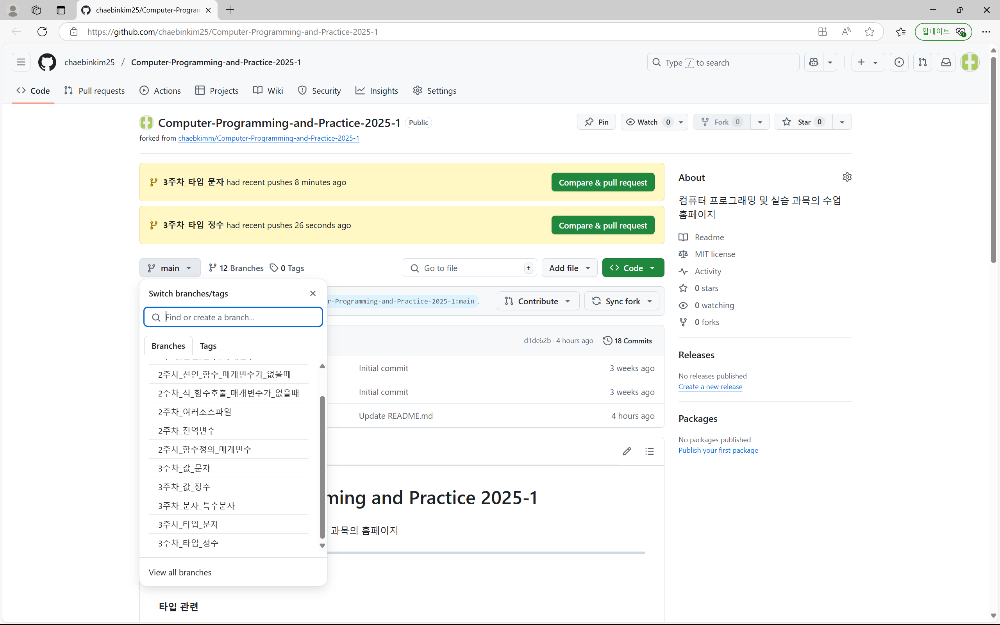 chaebinkim25/Computer-Program
https://github.com/chaebinkim25/Computer-Programming-and-Practice-2025-1
업데이트
chaebinkim25 / Computer-Programming-and-Practice-2025-1
Type / to search
Code Pull requests Actions Projects Wiki Security Insights Settings
Computer-Programming-and-Practice-2025-1 Public
Pin Watch 0 Fork 0 Star 0
forked from chaebkimm/Computer-Programming-and-Practice-2025-1
3주차_타입_문자 had recent pushes 8 minutes ago
Compare & pull request
3주차_타입_정수 had recent pushes 26 seconds ago
Compare & pull request
main 12 Branches 0 Tags
Go to file t
Add file
Code
Switch branches/tags
Find or create a branch...
Branches Tags
2주차_선언_함수_매개변수가_없을때
2주차_식_함수호출_매개변수가_없을때
2주차_여러소스파일
2주차_전역변수
2주차_함수정의_매개변수
3주차_값_문자
3주차_값_정수
3주차_문자_특수문자
3주차_타입_문자
3주차_타입_정수
View all branches
r-Programming-and-Practice-2025-1:main .
Contribute Sync fork
d1dc62b · 4 hours ago 18 Commits
Initial commit 3 weeks ago
Initial commit 3 weeks ago
Update README.md 4 hours ago
ming and Practice 2025-1
과목의 홈페이지
타입 관련
About
컴퓨터 프로그래밍 및 실습 과목의 수업
홈페이지
Readme
MIT license
Activity
0 stars
0 watching
0 forks
Releases
No releases published
Create a new release
Packages
No packages published
Publish your first package